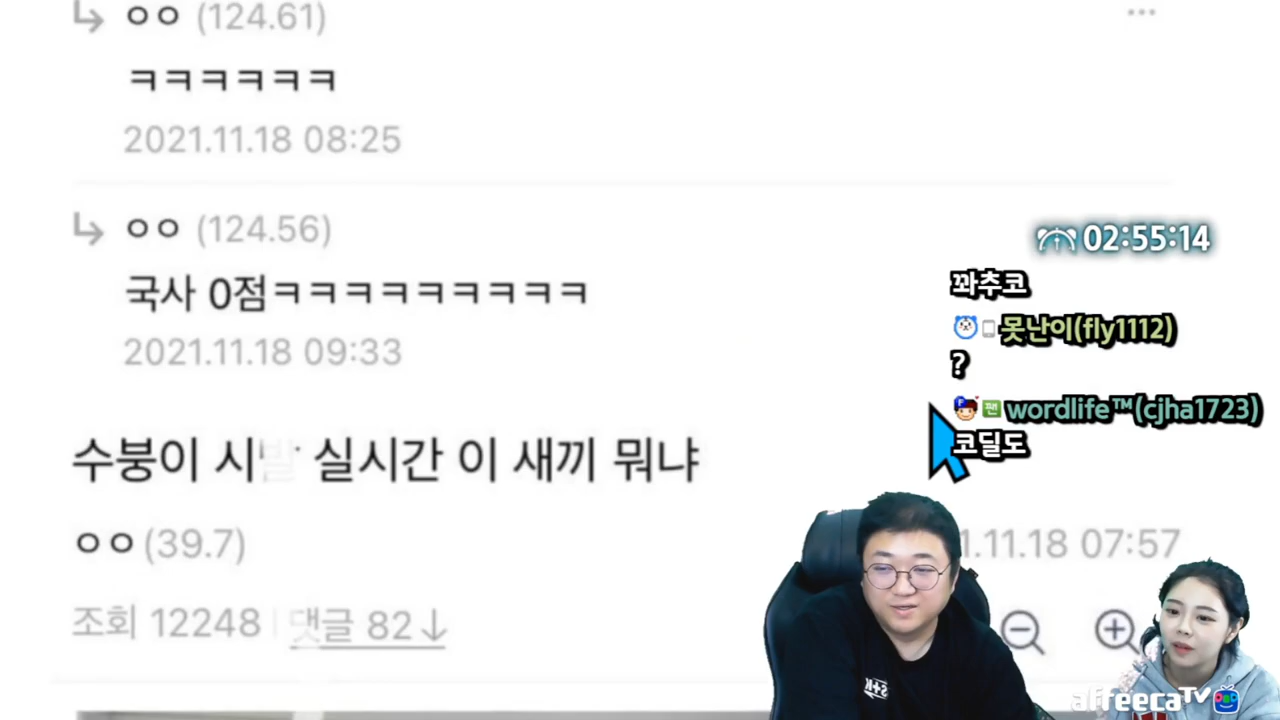 ㅇㅇ (124.61)
ㅋㅋㅋㅋㅋㅋ
2021.11.18 08:25
ㅇㅇ (124.56)
국사 0점ㅋㅋㅋㅋㅋㅋㅋㅋㅋ
2021.11.18 09:33
02:55:14
꽈추코
못난이(fly1112)
?
팬 wordlife™(cjha1723)
코딜도
수붕이 시발 실시간 이 새끼 뭐냐
ㅇㅇ(39.7)
1.11.18 07:57
조회 12248
댓글 82↓
afreecaTV